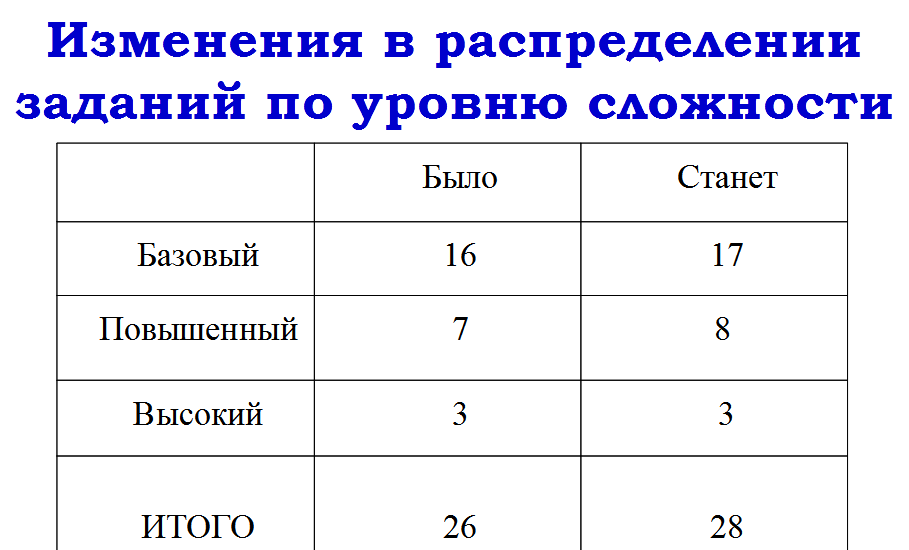 Изменения в распределении
заданий по уровню сложности
Было Станет
Базовый 16 17
Повышенный 7 8
Высокий 3 3
ИТОГО 26 28